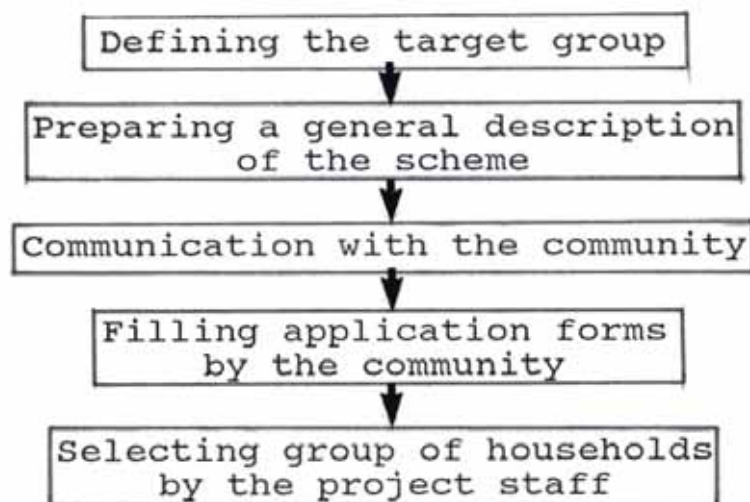 Defining the target group
Preparing a general description
of the scheme
Communication with the community
Filling application forms
by the community
Selecting group of households
by the project staff